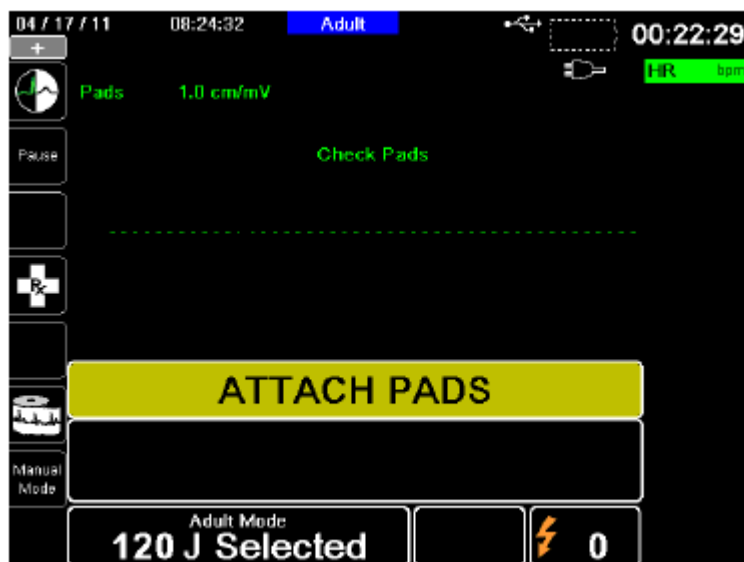 04 / 17 / 11 08:24:32 Adult 00:22:29
HR bpm
Pads 1.0 cm/mV
Pause
Check Pads
Rx
ATTACH PADS
Manual
Mode
Adult Mode
120 J Selected
0